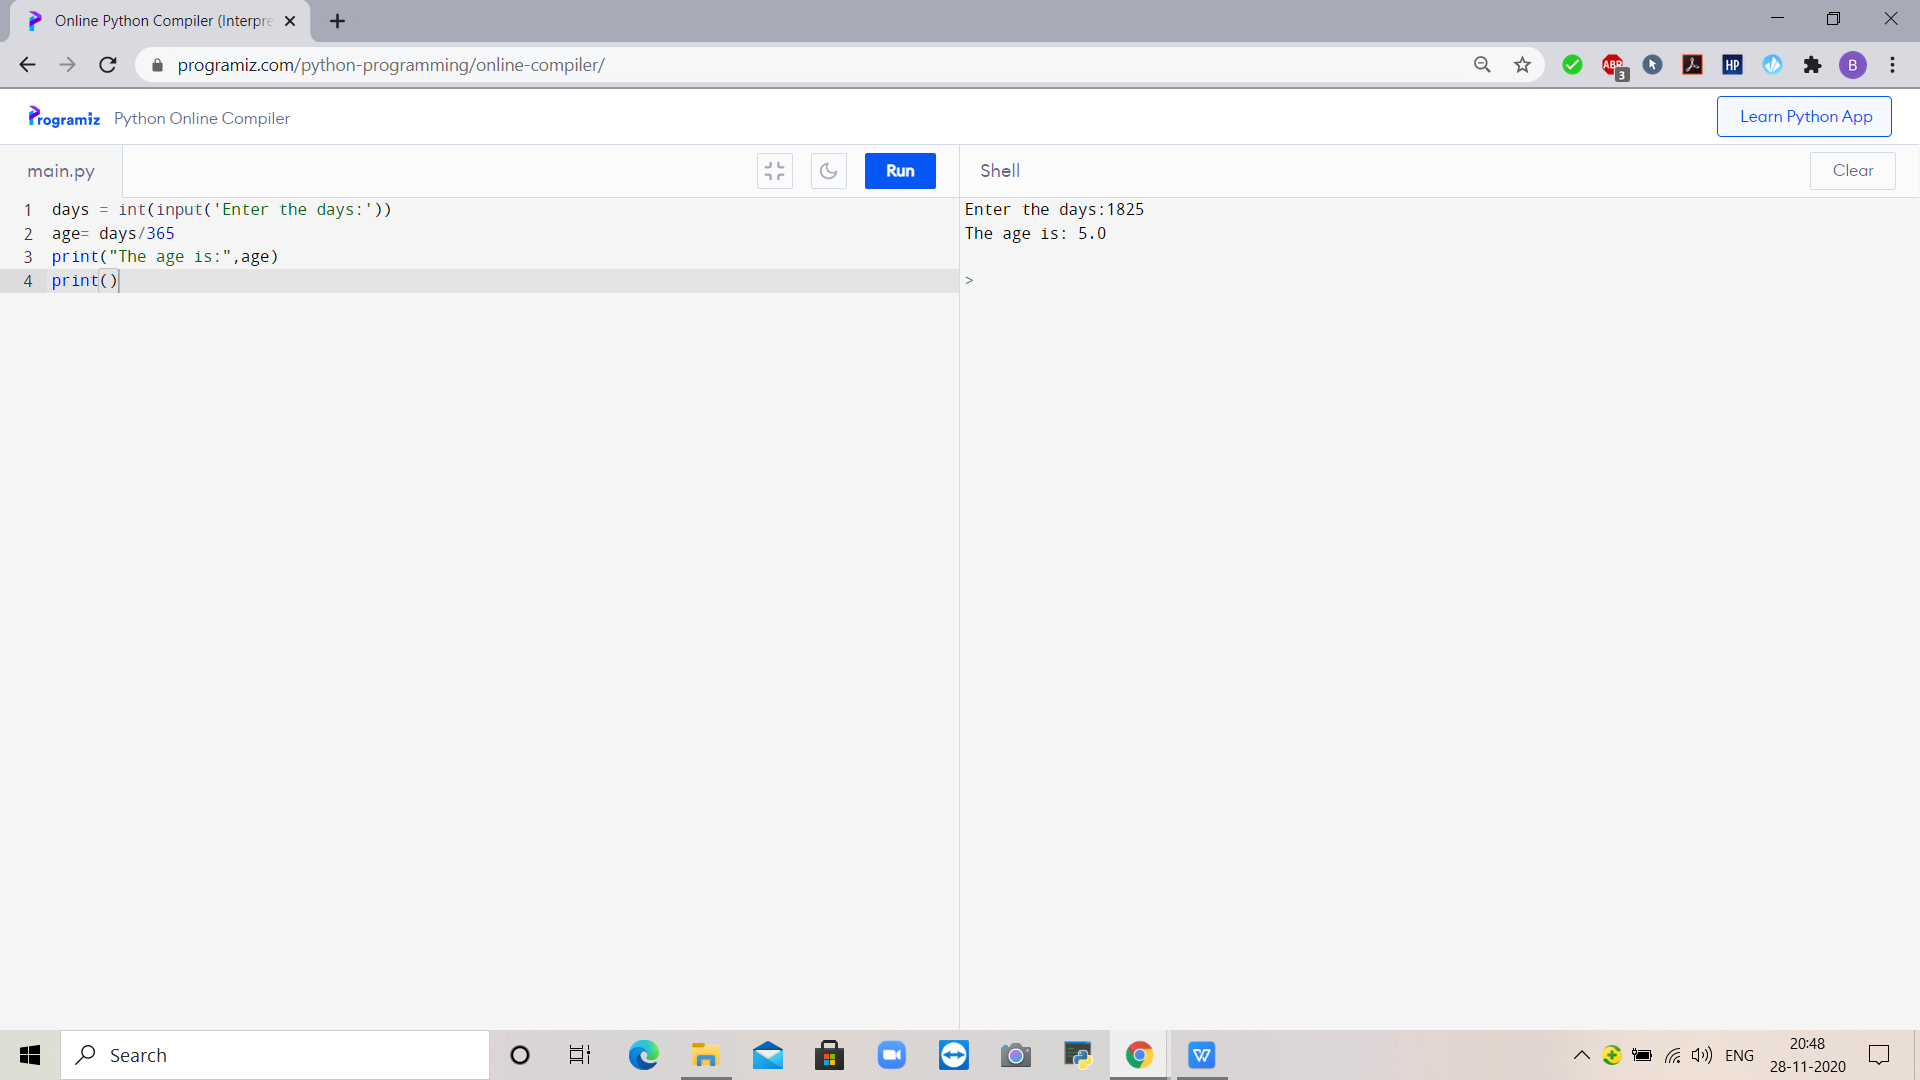 Online Python Compiler (Interpre
programiz.com/python-programming/online-compiler/
ABP
3
HP
B
Programiz
Python Online Compiler
Learn Python App
main.py
Run
Shell
Clear
1 days = int(input('Enter the days:'))
2 age= days/365
3 print("The age is:",age)
4 print()
Enter the days:1825
The age is: 5.0
>
Search
W
ENG
20:48
28-11-2020